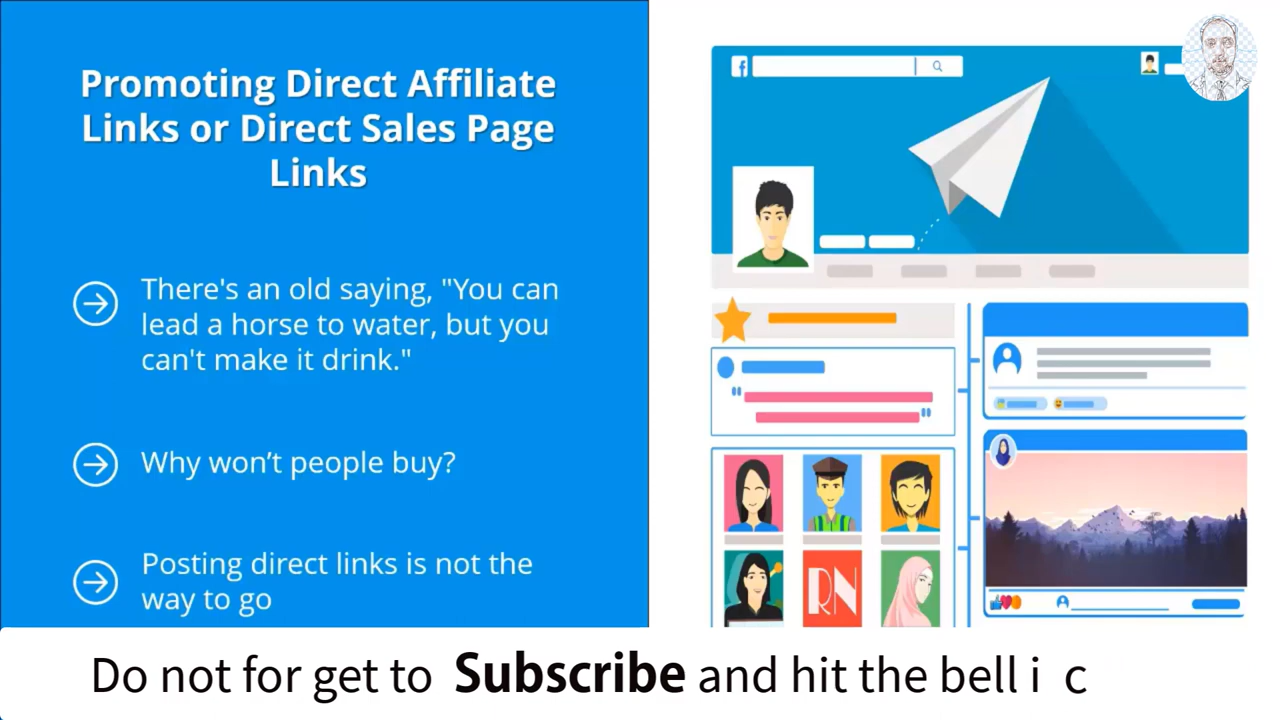 Promoting Direct Affiliate
Links or Direct Sales Page
Links
There's an old saying, "You can
lead a horse to water, but you
can't make it drink."
Why won’t people buy?
Posting direct links is not the
way to go
f
RN
Do not for get to Subscribe and hit the bell i c